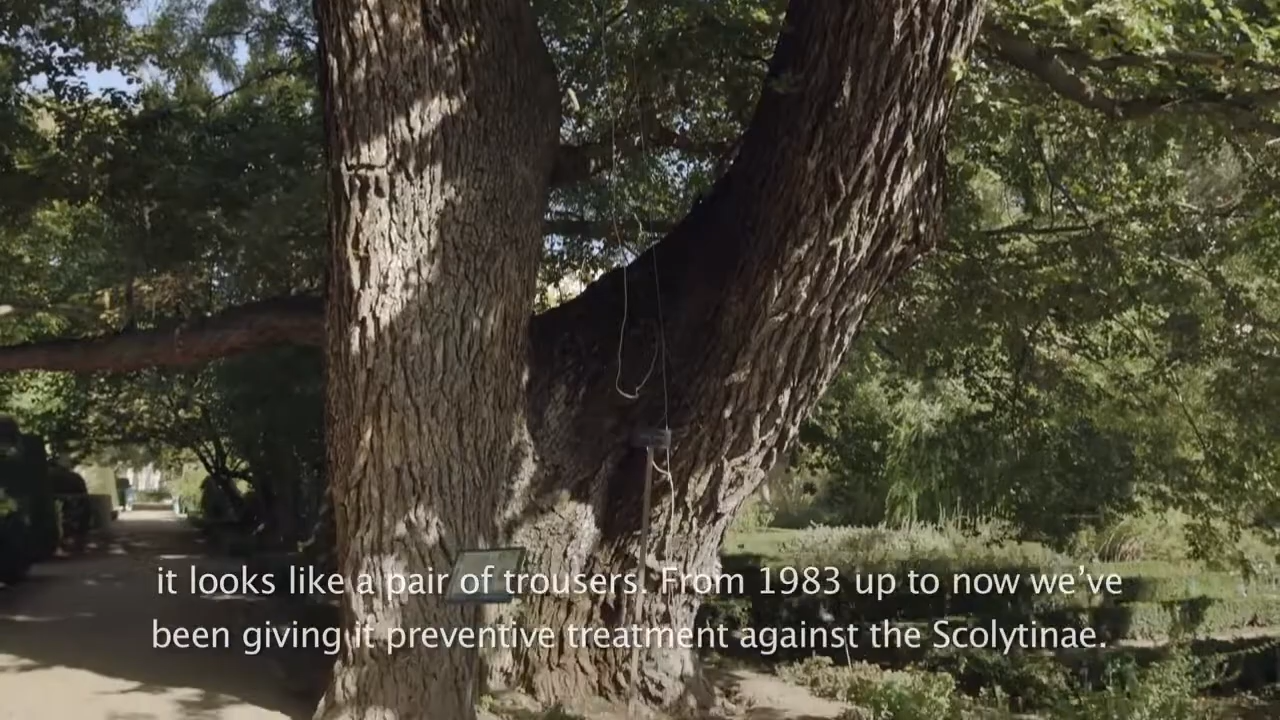 it looks like a pair of trousers. From 1983 up to now we’ve
been giving it preventive treatment against the Scolytinae.